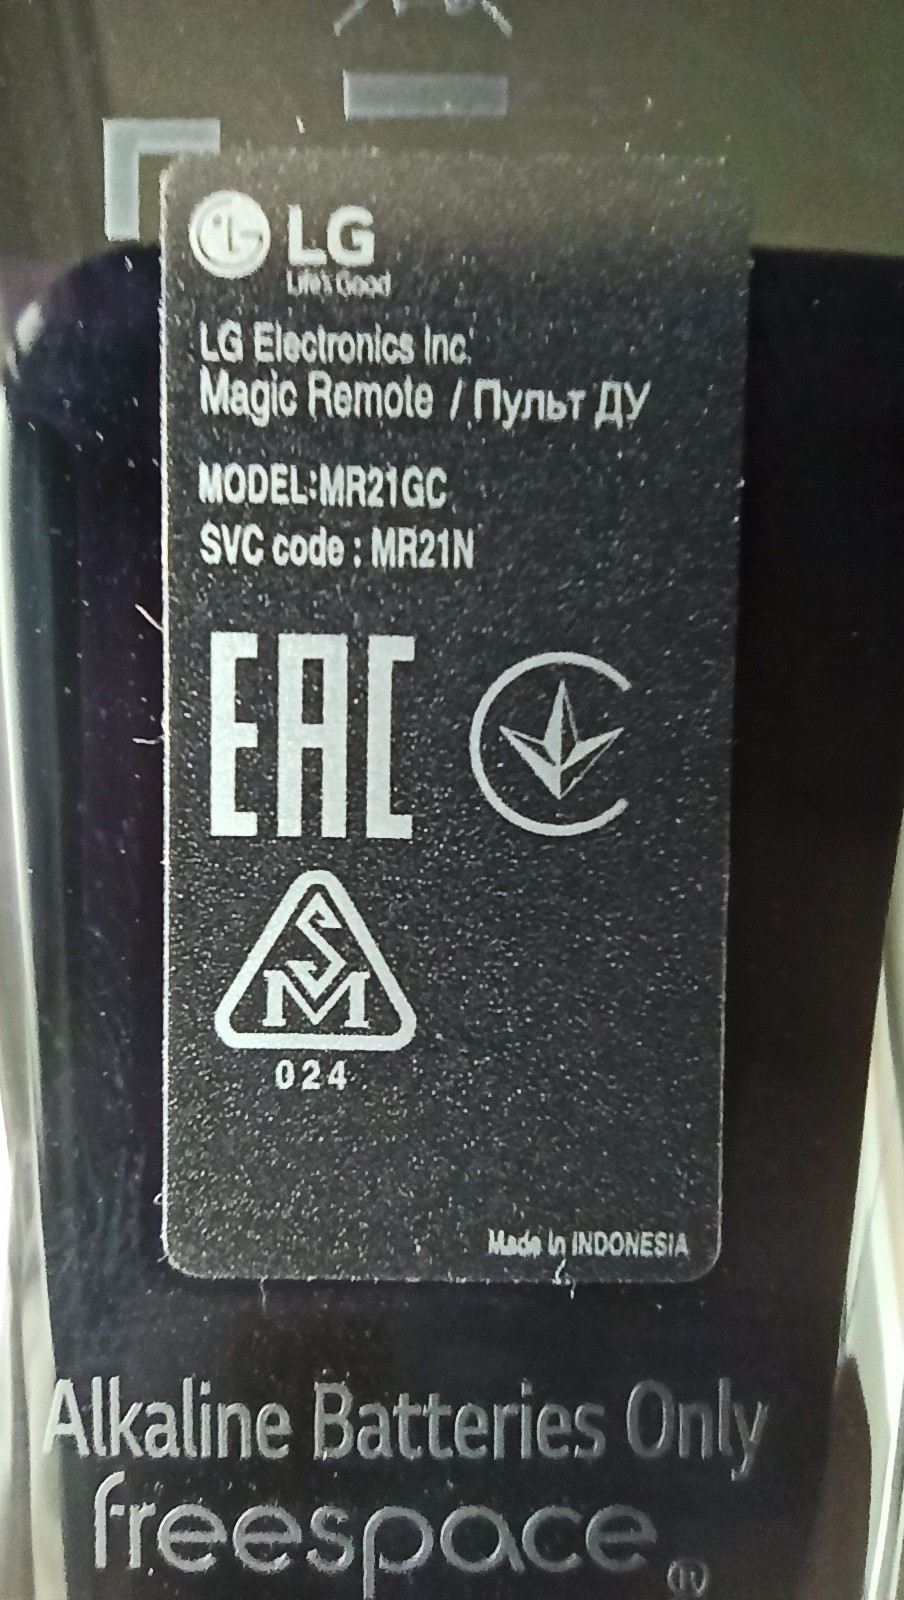 LG
Life's Good
LG Electronics Inc.
Magic Remote / Пульт ДУ
MODEL:MR21GC
SVC code : MR21N
EAC
SM
024
Made in INDONESIA
Alkaline Batteries Only
freespace®